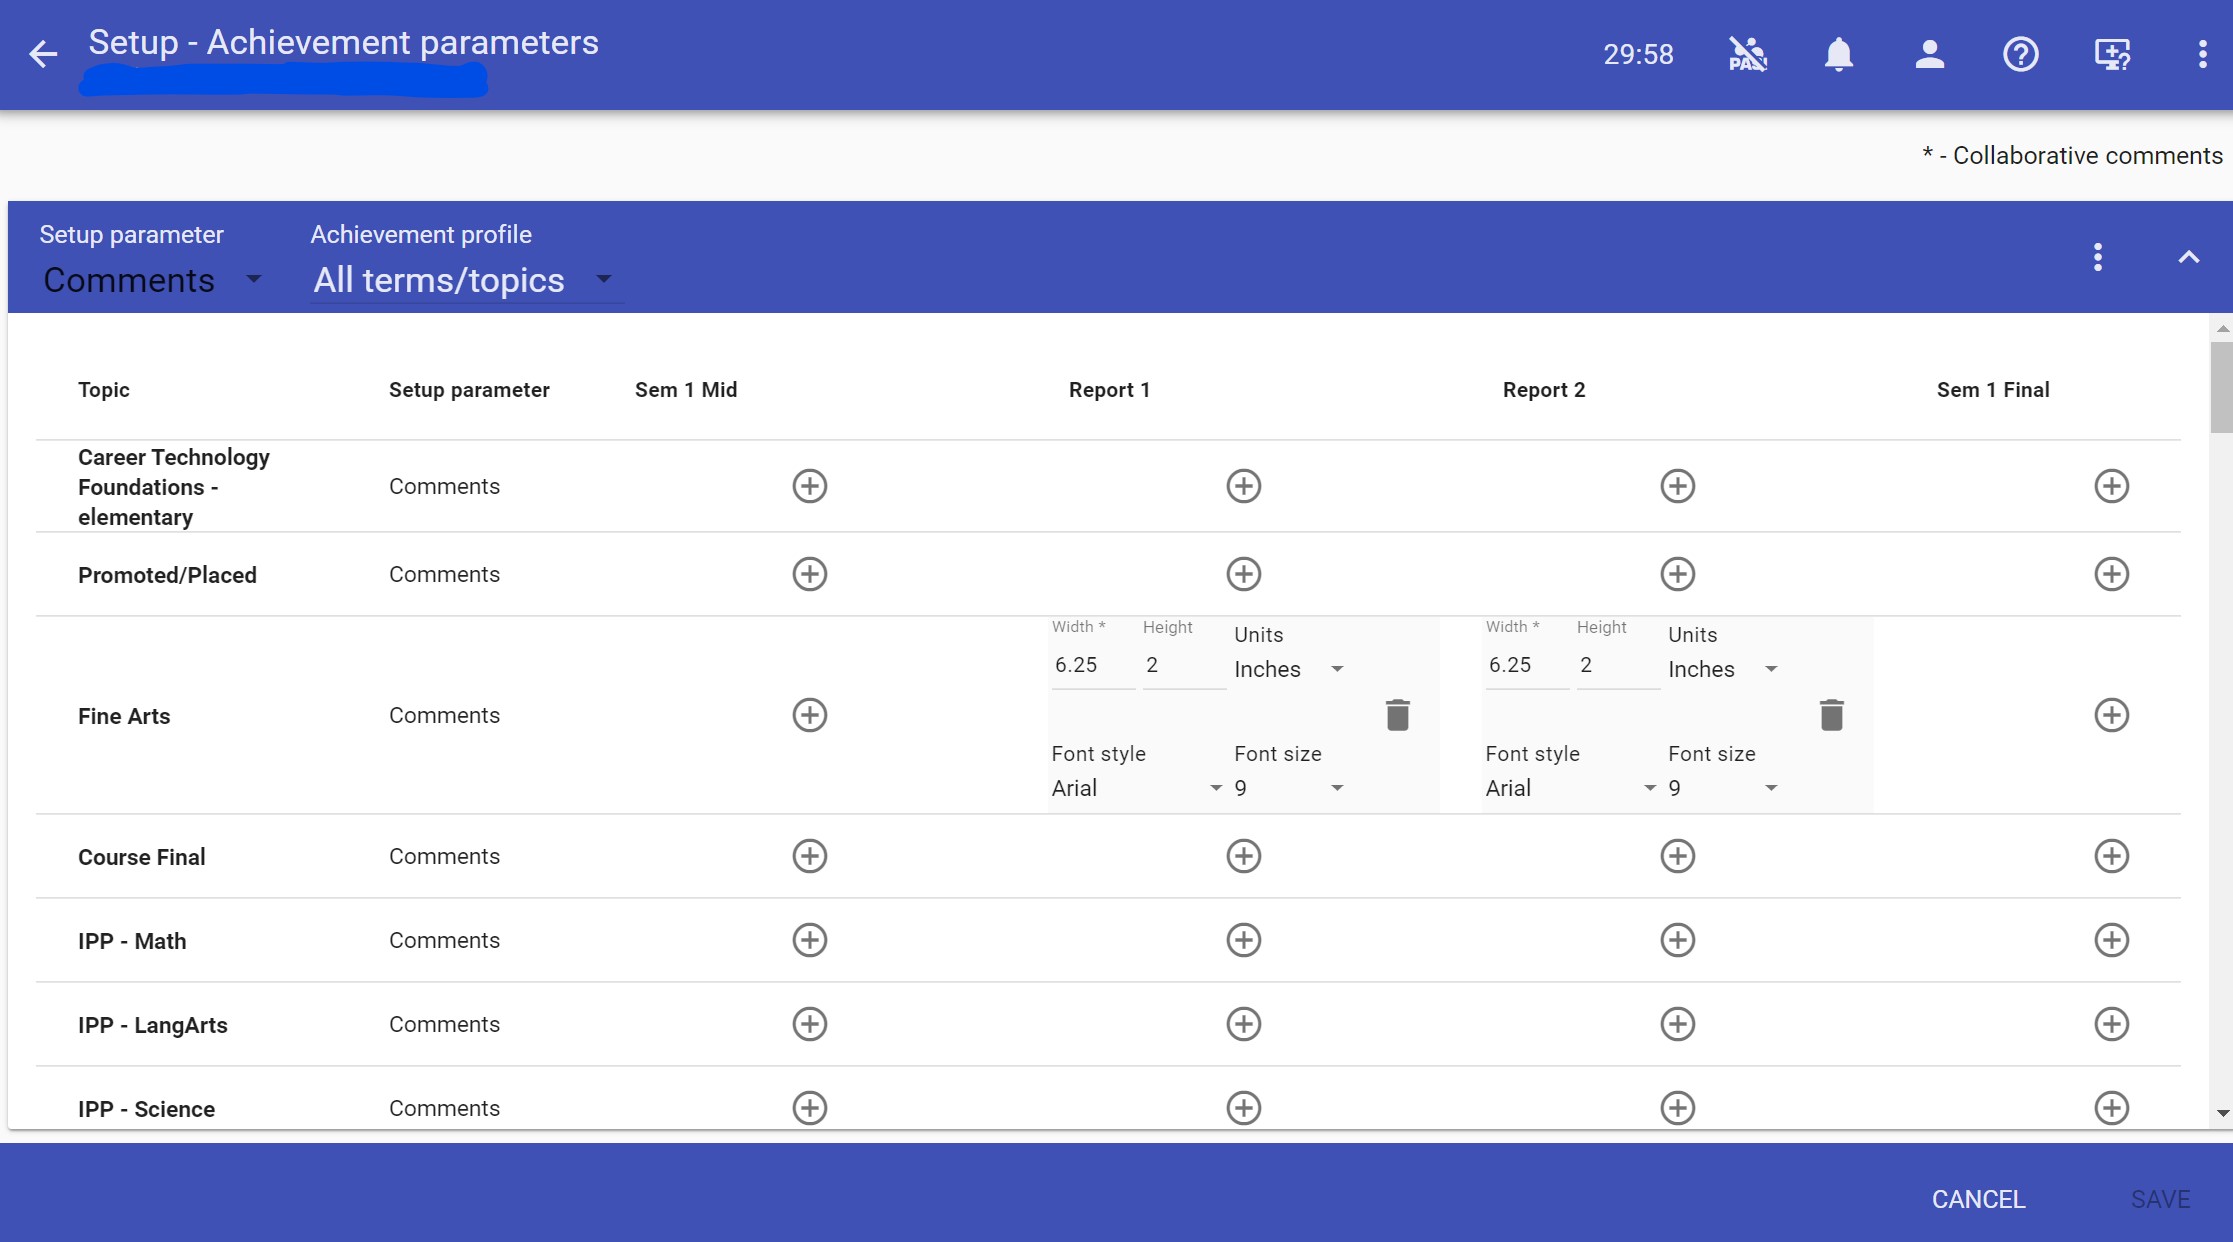 Setup - Achievement parameters
29:58
PAS!
* - Collaborative comments
Setup parameter Achievement profile
Comments All terms/topics
Topic Setup parameter Sem 1 Mid Report 1 Report 2 Sem 1 Final
Career Technology
Foundations -
elementary
Comments
Promoted/Placed Comments
Width * Height Units Width * Height Units
6.25 2 Inches 6.25 2 Inches
Fine Arts Comments
Font style Font size Font style Font size
Arial 9 Arial 9
Course Final Comments
IPP - Math Comments
IPP - LangArts Comments
IPP - Science Comments
CANCEL SAVE